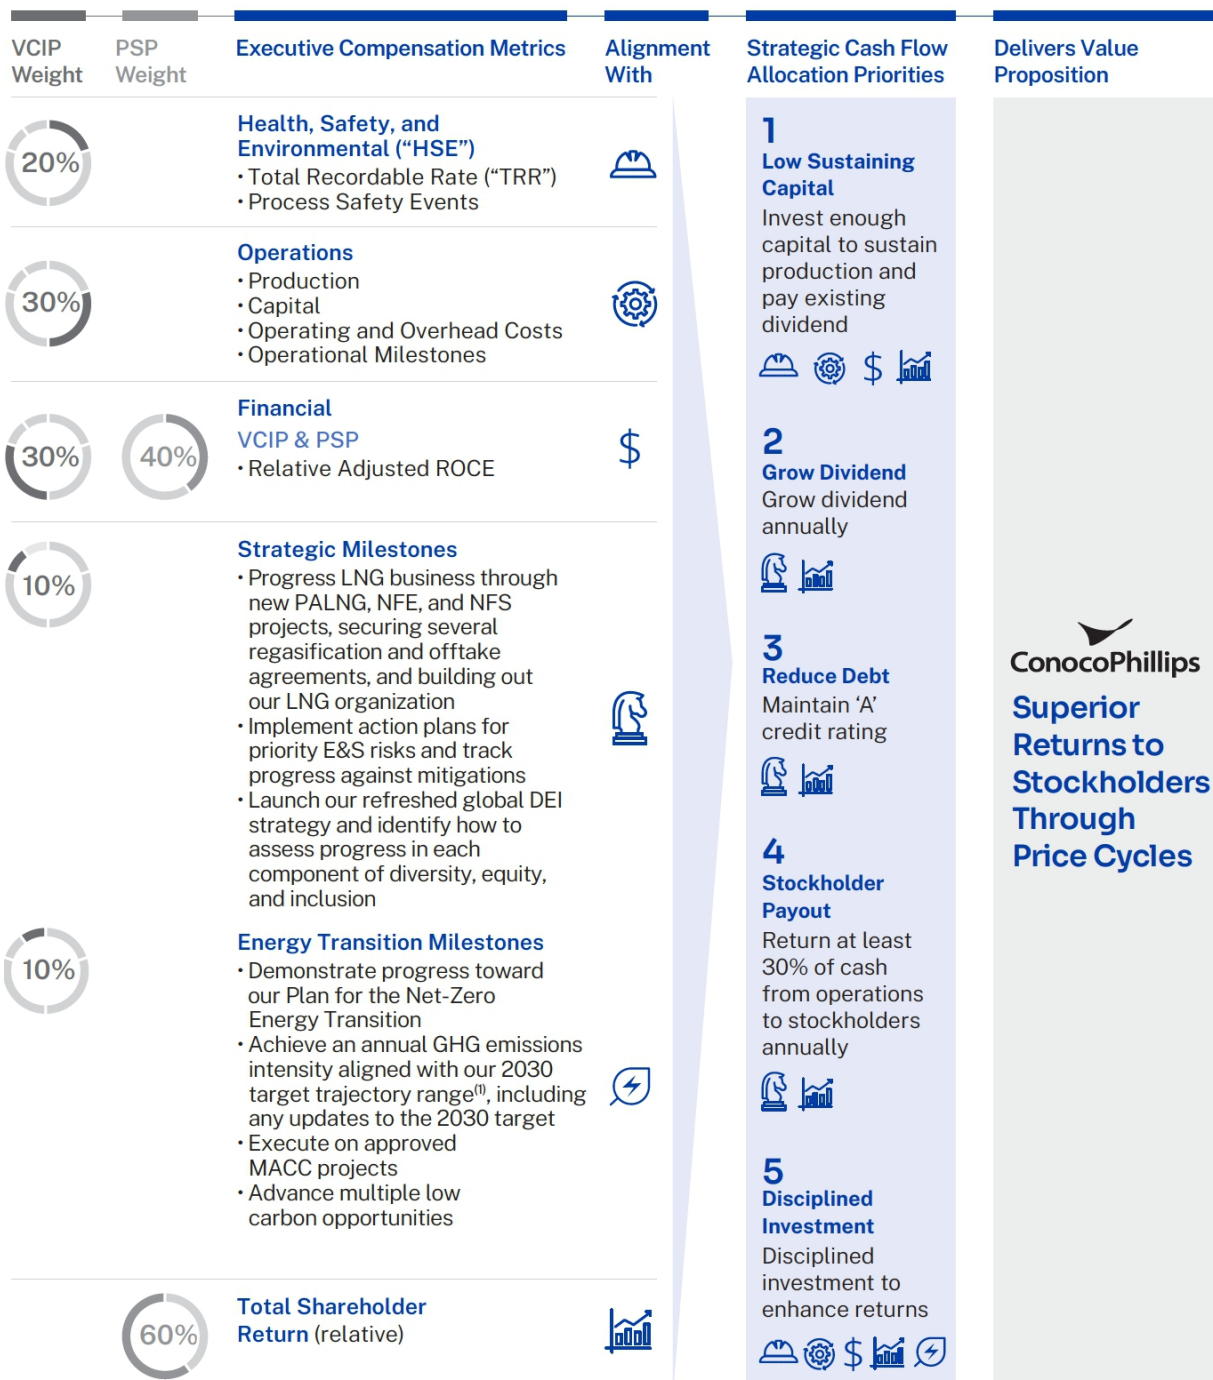 VCIP
Weight
PSP
Weight
Executive Compensation Metrics
Alignment
With
Strategic Cash Flow
Allocation Priorities
Delivers Value
Proposition
20%
Health, Safety, and
Environmental (“HSE”)
• Total Recordable Rate (“TRR”)
• Process Safety Events
30%
Operations
• Production
• Capital
• Operating and Overhead Costs
• Operational Milestones
30%
40%
Financial
VCIP & PSP
• Relative Adjusted ROCE
10%
Strategic Milestones
• Progress LNG business through
new PALNG, NFE, and NFS
projects, securing several
regasification and offtake
agreements, and building out
our LNG organization
• Implement action plans for
priority E&S risks and track
progress against mitigations
• Launch our refreshed global DEI
strategy and identify how to
assess progress in each
component of diversity, equity,
and inclusion
10%
Energy Transition Milestones
• Demonstrate progress toward
our Plan for the Net-Zero
Energy Transition
• Achieve an annual GHG emissions
intensity aligned with our 2030
target trajectory range(1), including
any updates to the 2030 target
• Execute on approved
MACC projects
• Advance multiple low
carbon opportunities
60%
Total Shareholder
Return (relative)
$
1
Low Sustaining
Capital
Invest enough
capital to sustain
production and
pay existing
dividend
$
2
Grow Dividend
Grow dividend
annually
3
Reduce Debt
Maintain ‘A’
credit rating
4
Stockholder
Payout
Return at least
30% of cash
from operations
to stockholders
annually
5
Disciplined
Investment
Disciplined
investment to
enhance returns
$
ConocoPhillips
Superior
Returns to
Stockholders
Through
Price Cycles